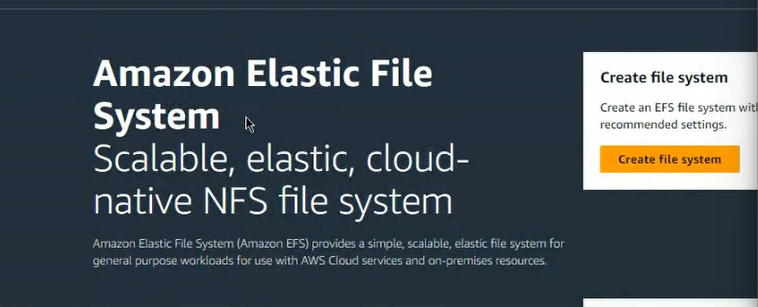 Amazon Elastic File
System
Scalable, elastic, cloud-
native NFS file system
Amazon Elastic File System (Amazon EFS) provides a simple, scalable, elastic file system for
general purpose workloads for use with AWS Cloud services and on-premises resources.
Create file system
Create an EFS file system with
recommended settings.
Create file system